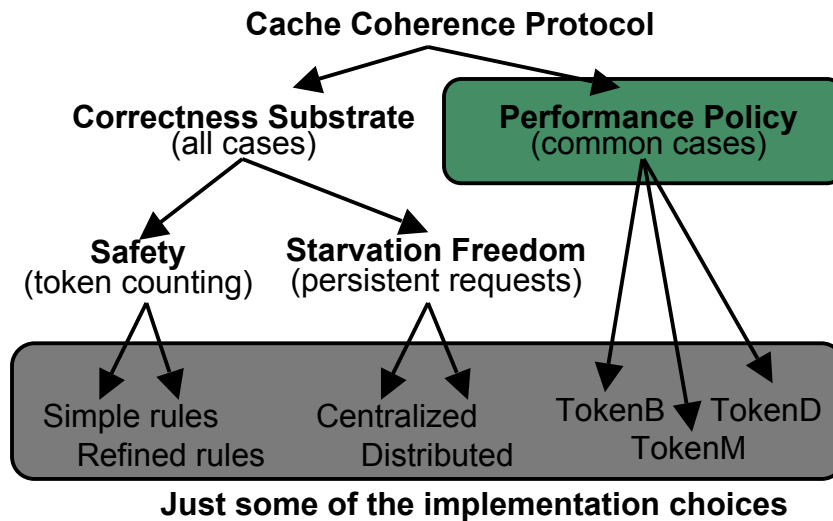 Cache Coherence Protocol
Correctness Substrate
(all cases)
Performance Policy
(common cases)
Safety
(token counting)
Starvation Freedom
(persistent requests)
Simple rules
Refined rules
Centralized
Distributed
TokenB
TokenD
TokenM
Just some of the implementation choices